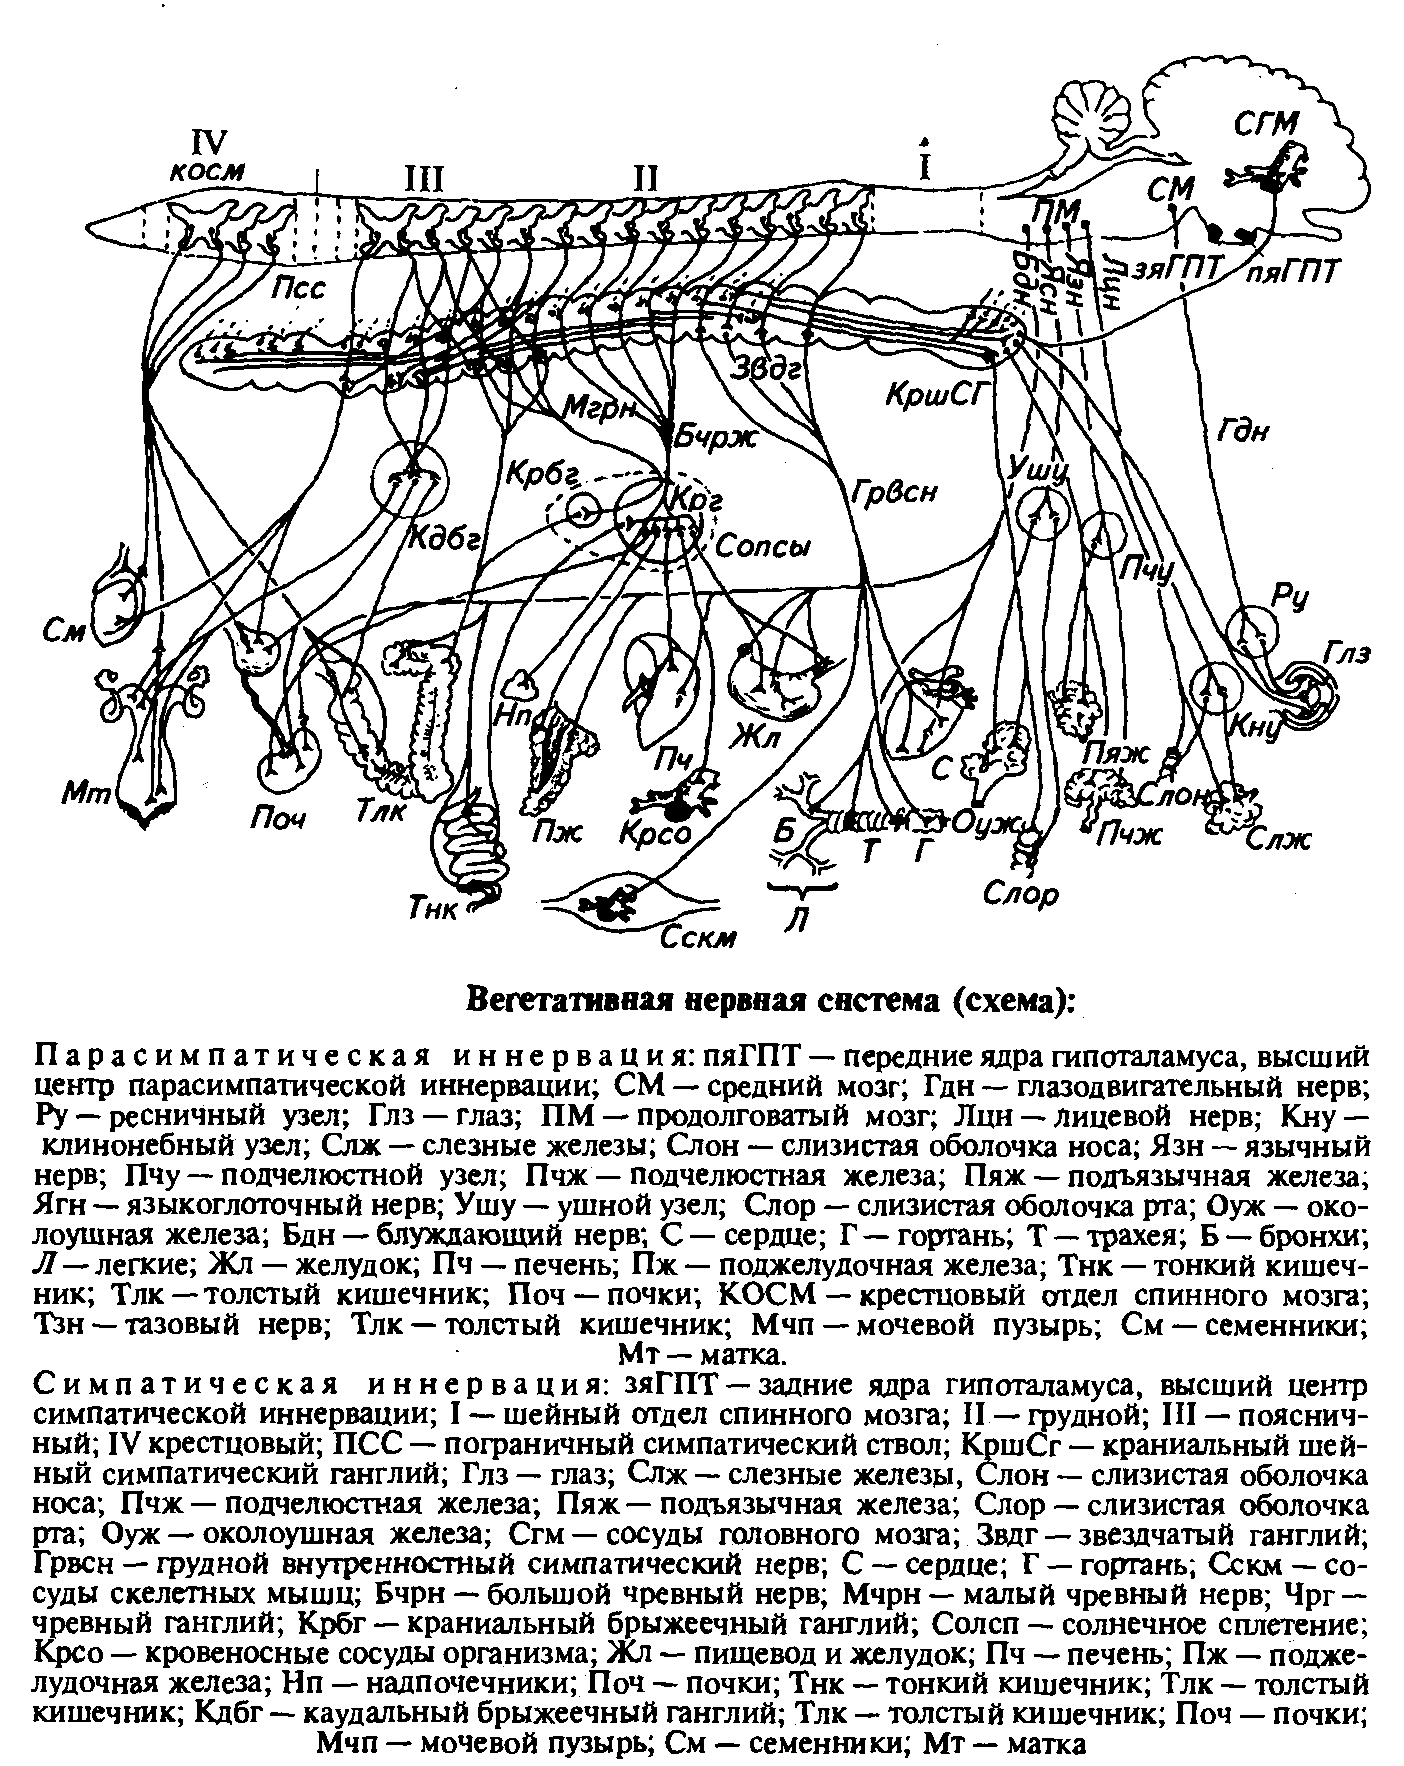 IV
косм
III
II
I
СГМ
СМ
ПМ
Бдн
Ягн
Язн
Лцн
зяГПТ
пяГПТ
Псс
Звдг
КршСГ
Мгрн
Бчрж
Гдн
Крбг
Крг
Грвсн
Ушу
Кдбг
Сопсы
Пчу
Ру
См
Глз
Нп
Кну
Мт
Поч
Тлк
Пж
Пч
Крсо
Жл
С
Пяж
Слон
Б
Т
Г
Оуж
Пчж
Слж
Тнк
Сскм
Л
Слор
Вегетативная нервная система (схема):
Парасимпатическая иннервация: пяГПТ — передние ядра гипоталамуса, высший
центр парасимпатической иннервации; СМ — средний мозг; Гдн — глазодвигательный нерв;
Ру — ресничный узел; Глз — глаз; ПМ — продолговатый мозг; Лцн — лицевой нерв; Кну —
клинонебный узел; Слж — слезные железы; Слон — слизистая оболочка носа; Язн — язычный
нерв; Пчу — подчелюстной узел; Пчж — подчелюстная железа; Пяж — подъязычная железа;
Ягн — языкоглоточный нерв; Ушу — ушной узел; Слор — слизистая оболочка рта; Оуж — око-
лоушная железа; Бдн — блуждающий нерв; С — сердце; Г — гортань; Т — трахея; Б — бронхи;
Л — легкие; Жл — желудок; Пч — печень; Пж — поджелудочная железа; Тнк — тонкий кишеч-
ник; Тлк — толстый кишечник; Поч — почки; КОСМ — крестцовый отдел спинного мозга;
Тзн — тазовый нерв; Тлк — толстый кишечник; Мчп — мочевой пузырь; См — семенники;
Мт — матка.
Симпатическая иннервация: зяГПТ — задние ядра гипоталамуса, высший центр
симпатической иннервации; I — шейный отдел спинного мозга; II — грудной; III — пояснич-
ный; IV крестцовый; ПСС — пограничный симпатический ствол; КршСг — краниальный шей-
ный симпатический ганглий; Глз — глаз; Слж — слезные железы, Слон — слизистая оболочка
носа; Пчж — подчелюстная железа; Пяж — подъязычная железа; Слор — слизистая оболочка
рта; Оуж — околоушная железа; Сгм — сосуды головного мозга; Звдг — звездчатый ганглий;
Грвсн — грудной внутренностный симпатический нерв; С — сердце; Г — гортань; Сскм — со-
суды скелетных мышц; Бчрн — большой чревный нерв; Мчрн — малый чревный нерв; Чрг —
чревный ганглий; Крбг — краниальный брыжеечный ганглий; Солсп — солнечное сплетение;
Крсо — кровеносные сосуды организма; Жл — пищевод и желудок; Пч — печень; Пж — подже-
лудочная железа; Нп — надпочечники; Поч — почки; Тнк — тонкий кишечник; Тлк — толстый
кишечник; Кдбг — каудальный брыжеечный ганглий; Тлк — толстый кишечник; Поч — почки;
Мчп — мочевой пузырь; См — семенники; Мт — матка